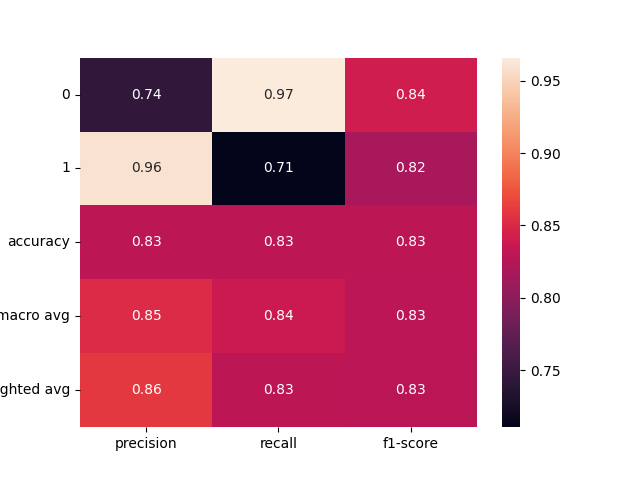 0 0.74 0.97 0.84
1 0.96 0.71 0.82
accuracy 0.83 0.83 0.83
macro avg 0.85 0.84 0.83
ghted avg 0.86 0.83 0.83
precision recall f1-score
0.95
0.90
0.85
0.80
0.75